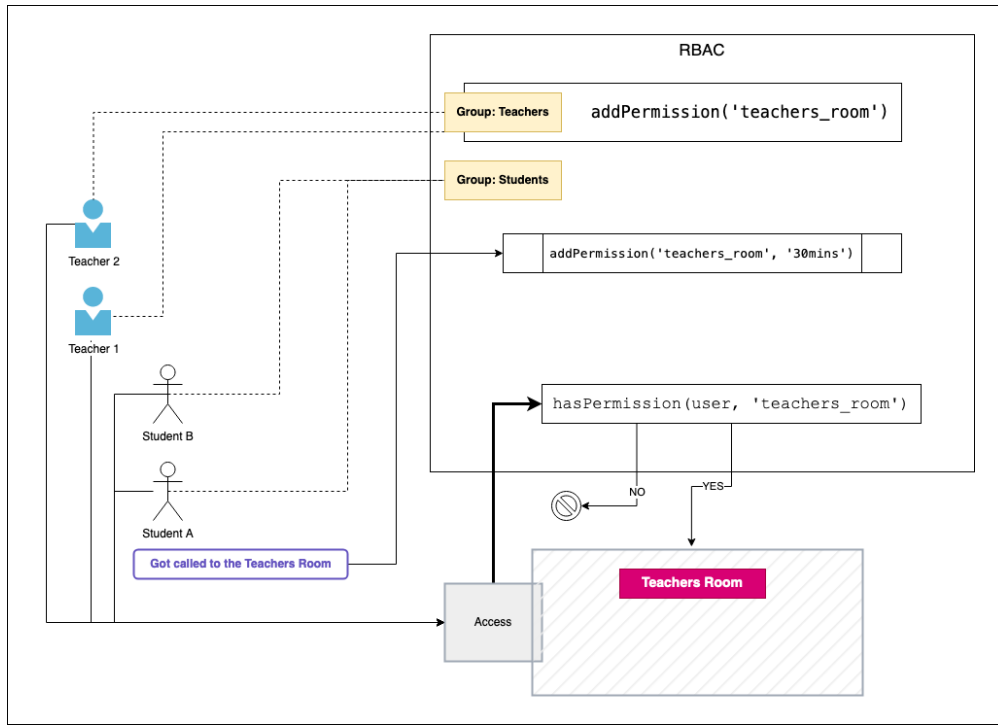 RBAC
Group: Teachers
addPermission('teachers_room')
Group: Students
Teacher 2
addPermission('teachers_room', '30mins')
Teacher 1
hasPermission(user, 'teachers_room')
Student B
NO
YES
Student A
Got called to the Teachers Room
Teachers Room
Access